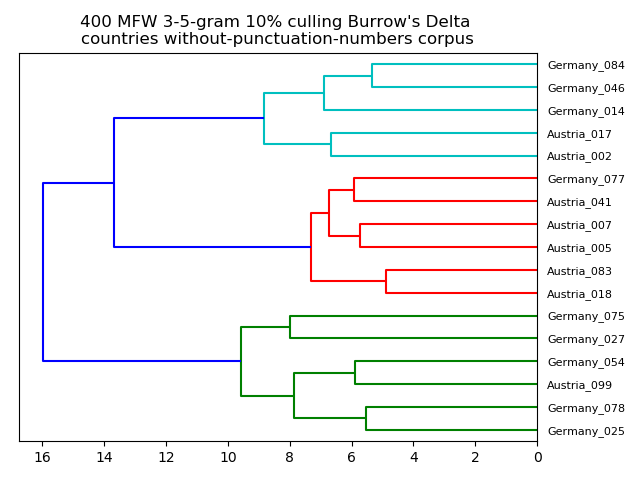 400 MFW 3-5-gram 10% culling Burrow's Delta
countries without-punctuation-numbers corpus
Germany_084
Germany_046
Germany_014
Austria_017
Austria_002
Germany_077
Austria_041
Austria_007
Austria_005
Austria_083
Austria_018
Germany_075
Germany_027
Germany_054
Austria_099
Germany_078
Germany_025
16 14 12 10 8 6 4 2 0